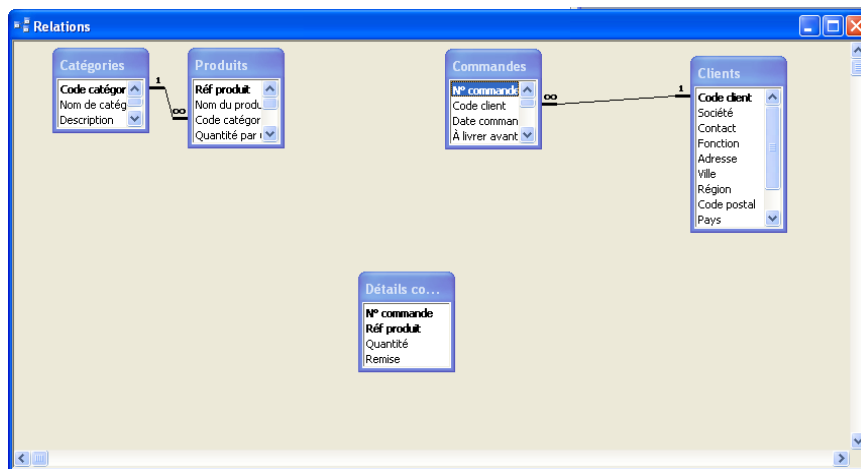 Relations
Catégories
Code catégor
Nom de catég
Description
1
∞
Produits
Réf produit
Nom du produ
Code catégor
Quantité par
Commandes
N° commande
Code client
Date comman
À livrer avant
∞
1
Clients
Code client
Société
Contact
Fonction
Adresse
Ville
Région
Code postal
Pays
Détails co...
N° commande
Réf produit
Quantité
Remise